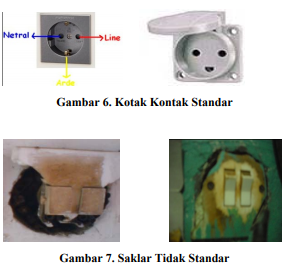 Netral
Line
Arde
Gambar 6. Kotak Kontak Standar
Gambar 7. Saklar Tidak Standar